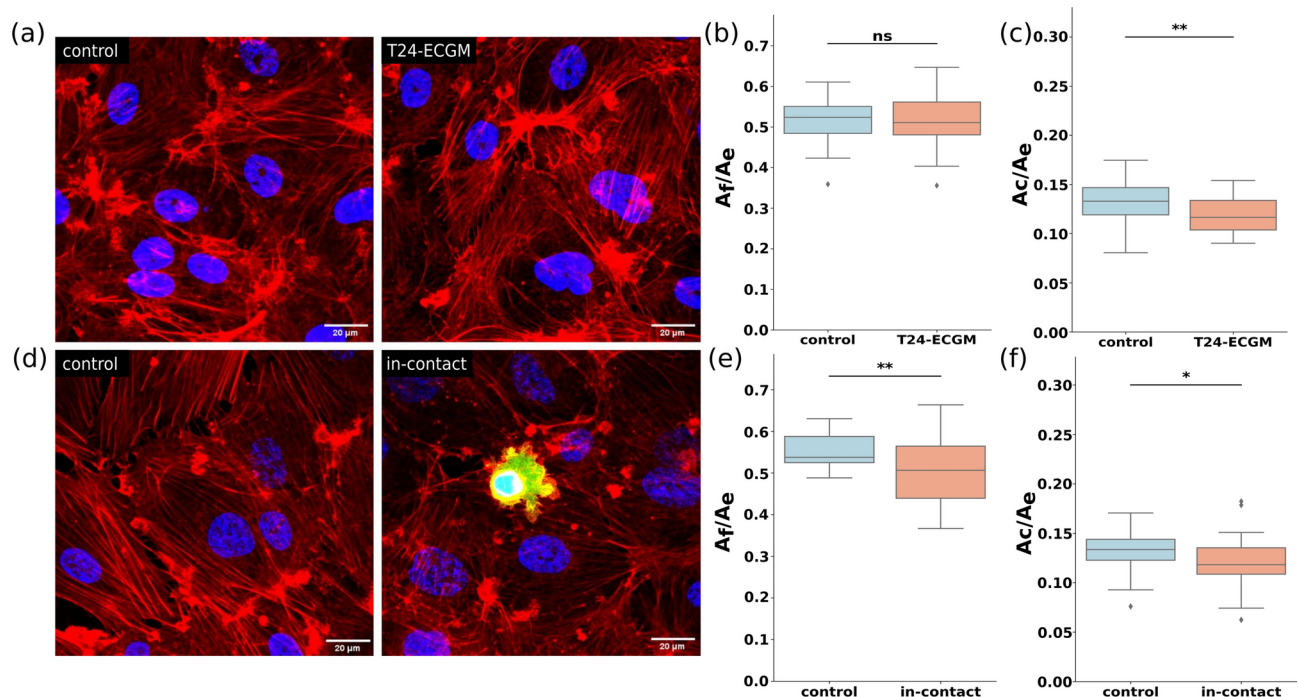 (a)
control
T24-ECGM
20 μm
20 μm
(b)
ns
0.7
0.6
0.5
0.4
0.3
0.2
0.1
0.0
Af/Ae
control T24-ECGM
(c)
**
0.30
0.25
0.20
0.15
0.10
0.05
0.00
Ac/Ae
control T24-ECGM
(d)
control
in-contact
20 μm
20 μm
(e)
**
0.7
0.6
0.5
0.4
0.3
0.2
0.1
0.0
Af/Ae
control in-contact
(f)
*
0.30
0.25
0.20
0.15
0.10
0.05
0.00
Ac/Ae
control in-contact